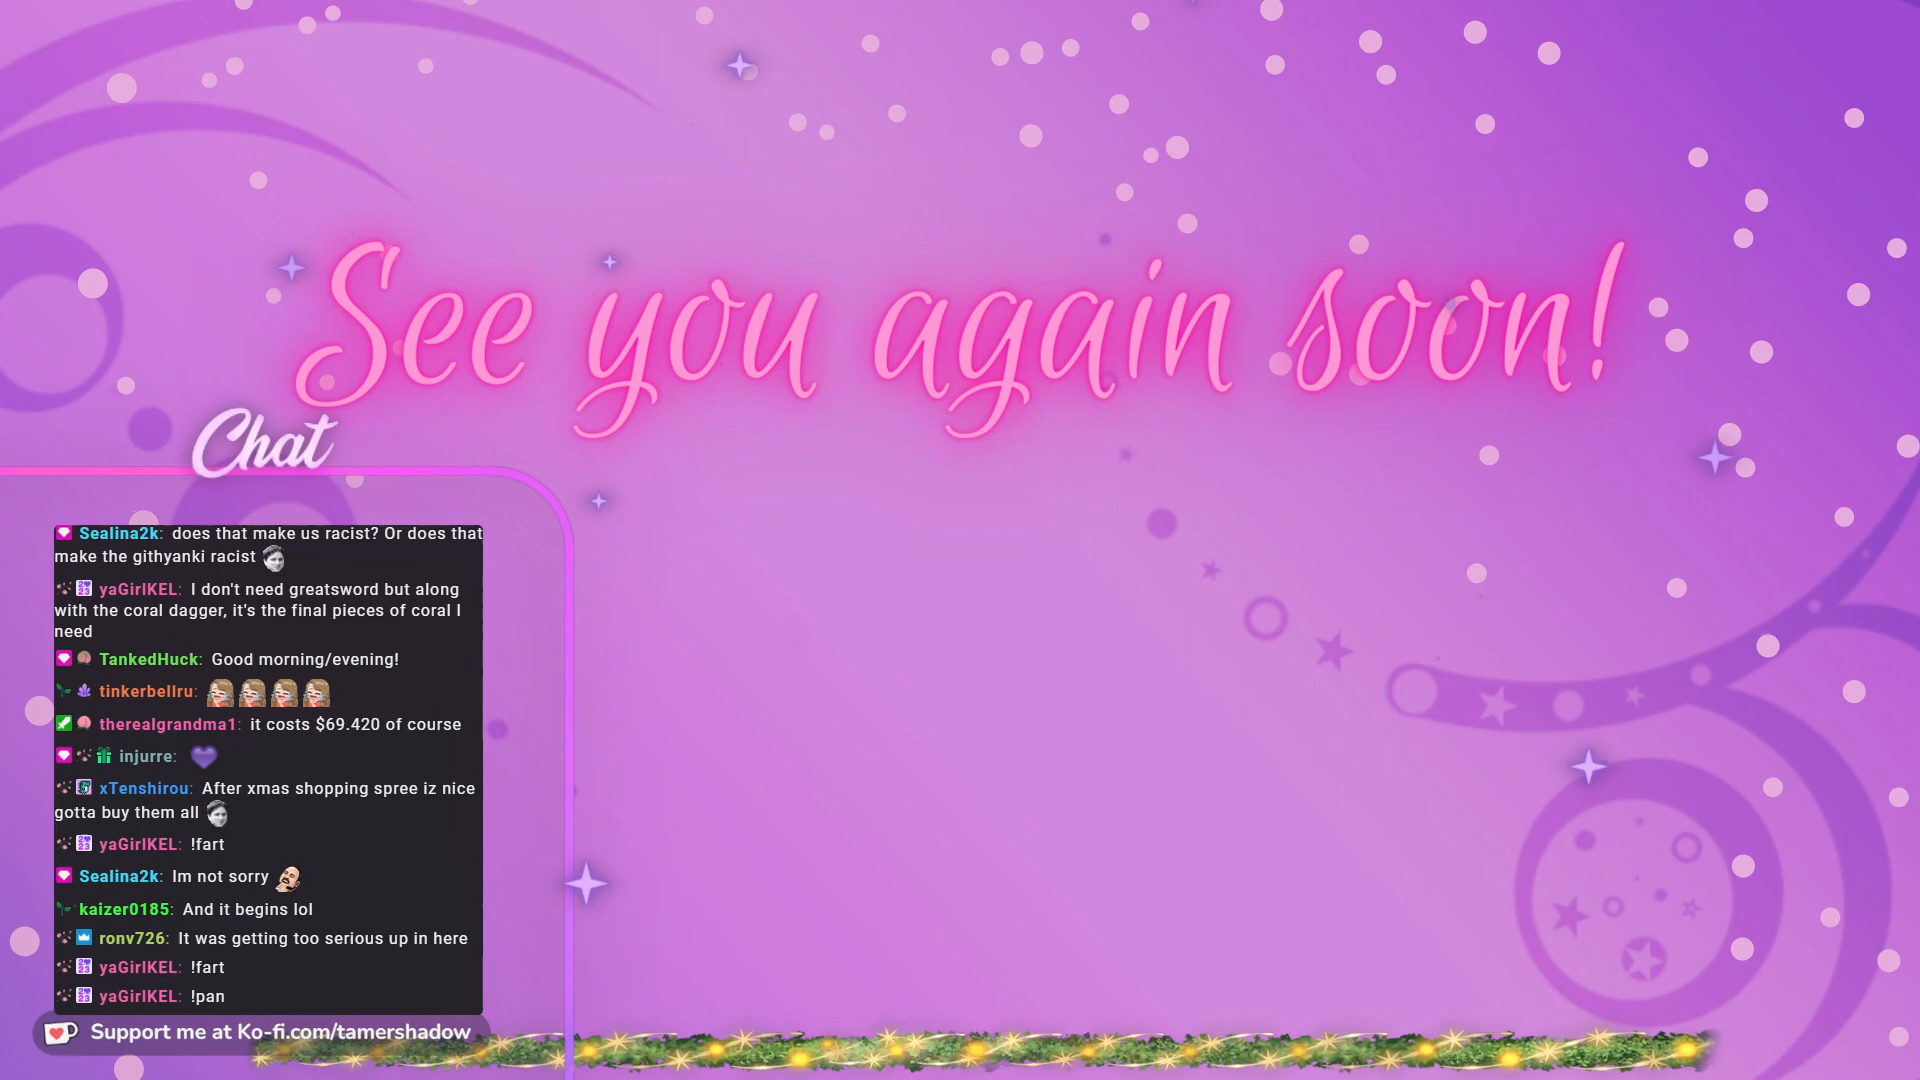 See you again soon!
Chat
Sealina2k: does that make us racist? Or does that
make the githyanki racist
yaGirlKEL: I don't need greatsword but along
with the coral dagger, it's the final pieces of coral I
need
TankedHuck: Good morning/evening!
tinkerbellru:
therealgrandma1: it costs $69.420 of course
injurre:
xTenshirou: After xmas shopping spree iz nice
gotta buy them all
yaGirlKEL: !fart
Sealina2k: Im not sorry
kaizer0185: And it begins lol
ronv726: It was getting too serious up in here
yaGirlKEL: !fart
yaGirlKEL: !pan
Support me at Ko-fi.com/tamershadow